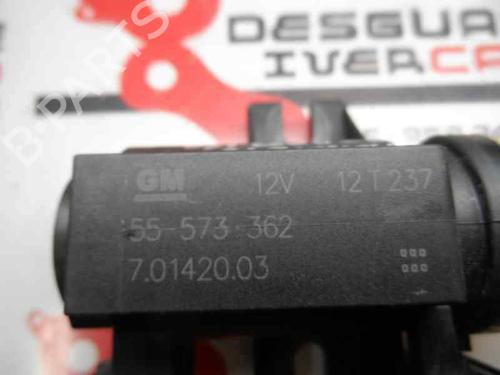 DESGUA
IVERCA
B-PARTS
GM 12V 12 T 237
55-573-362
7.01420.03